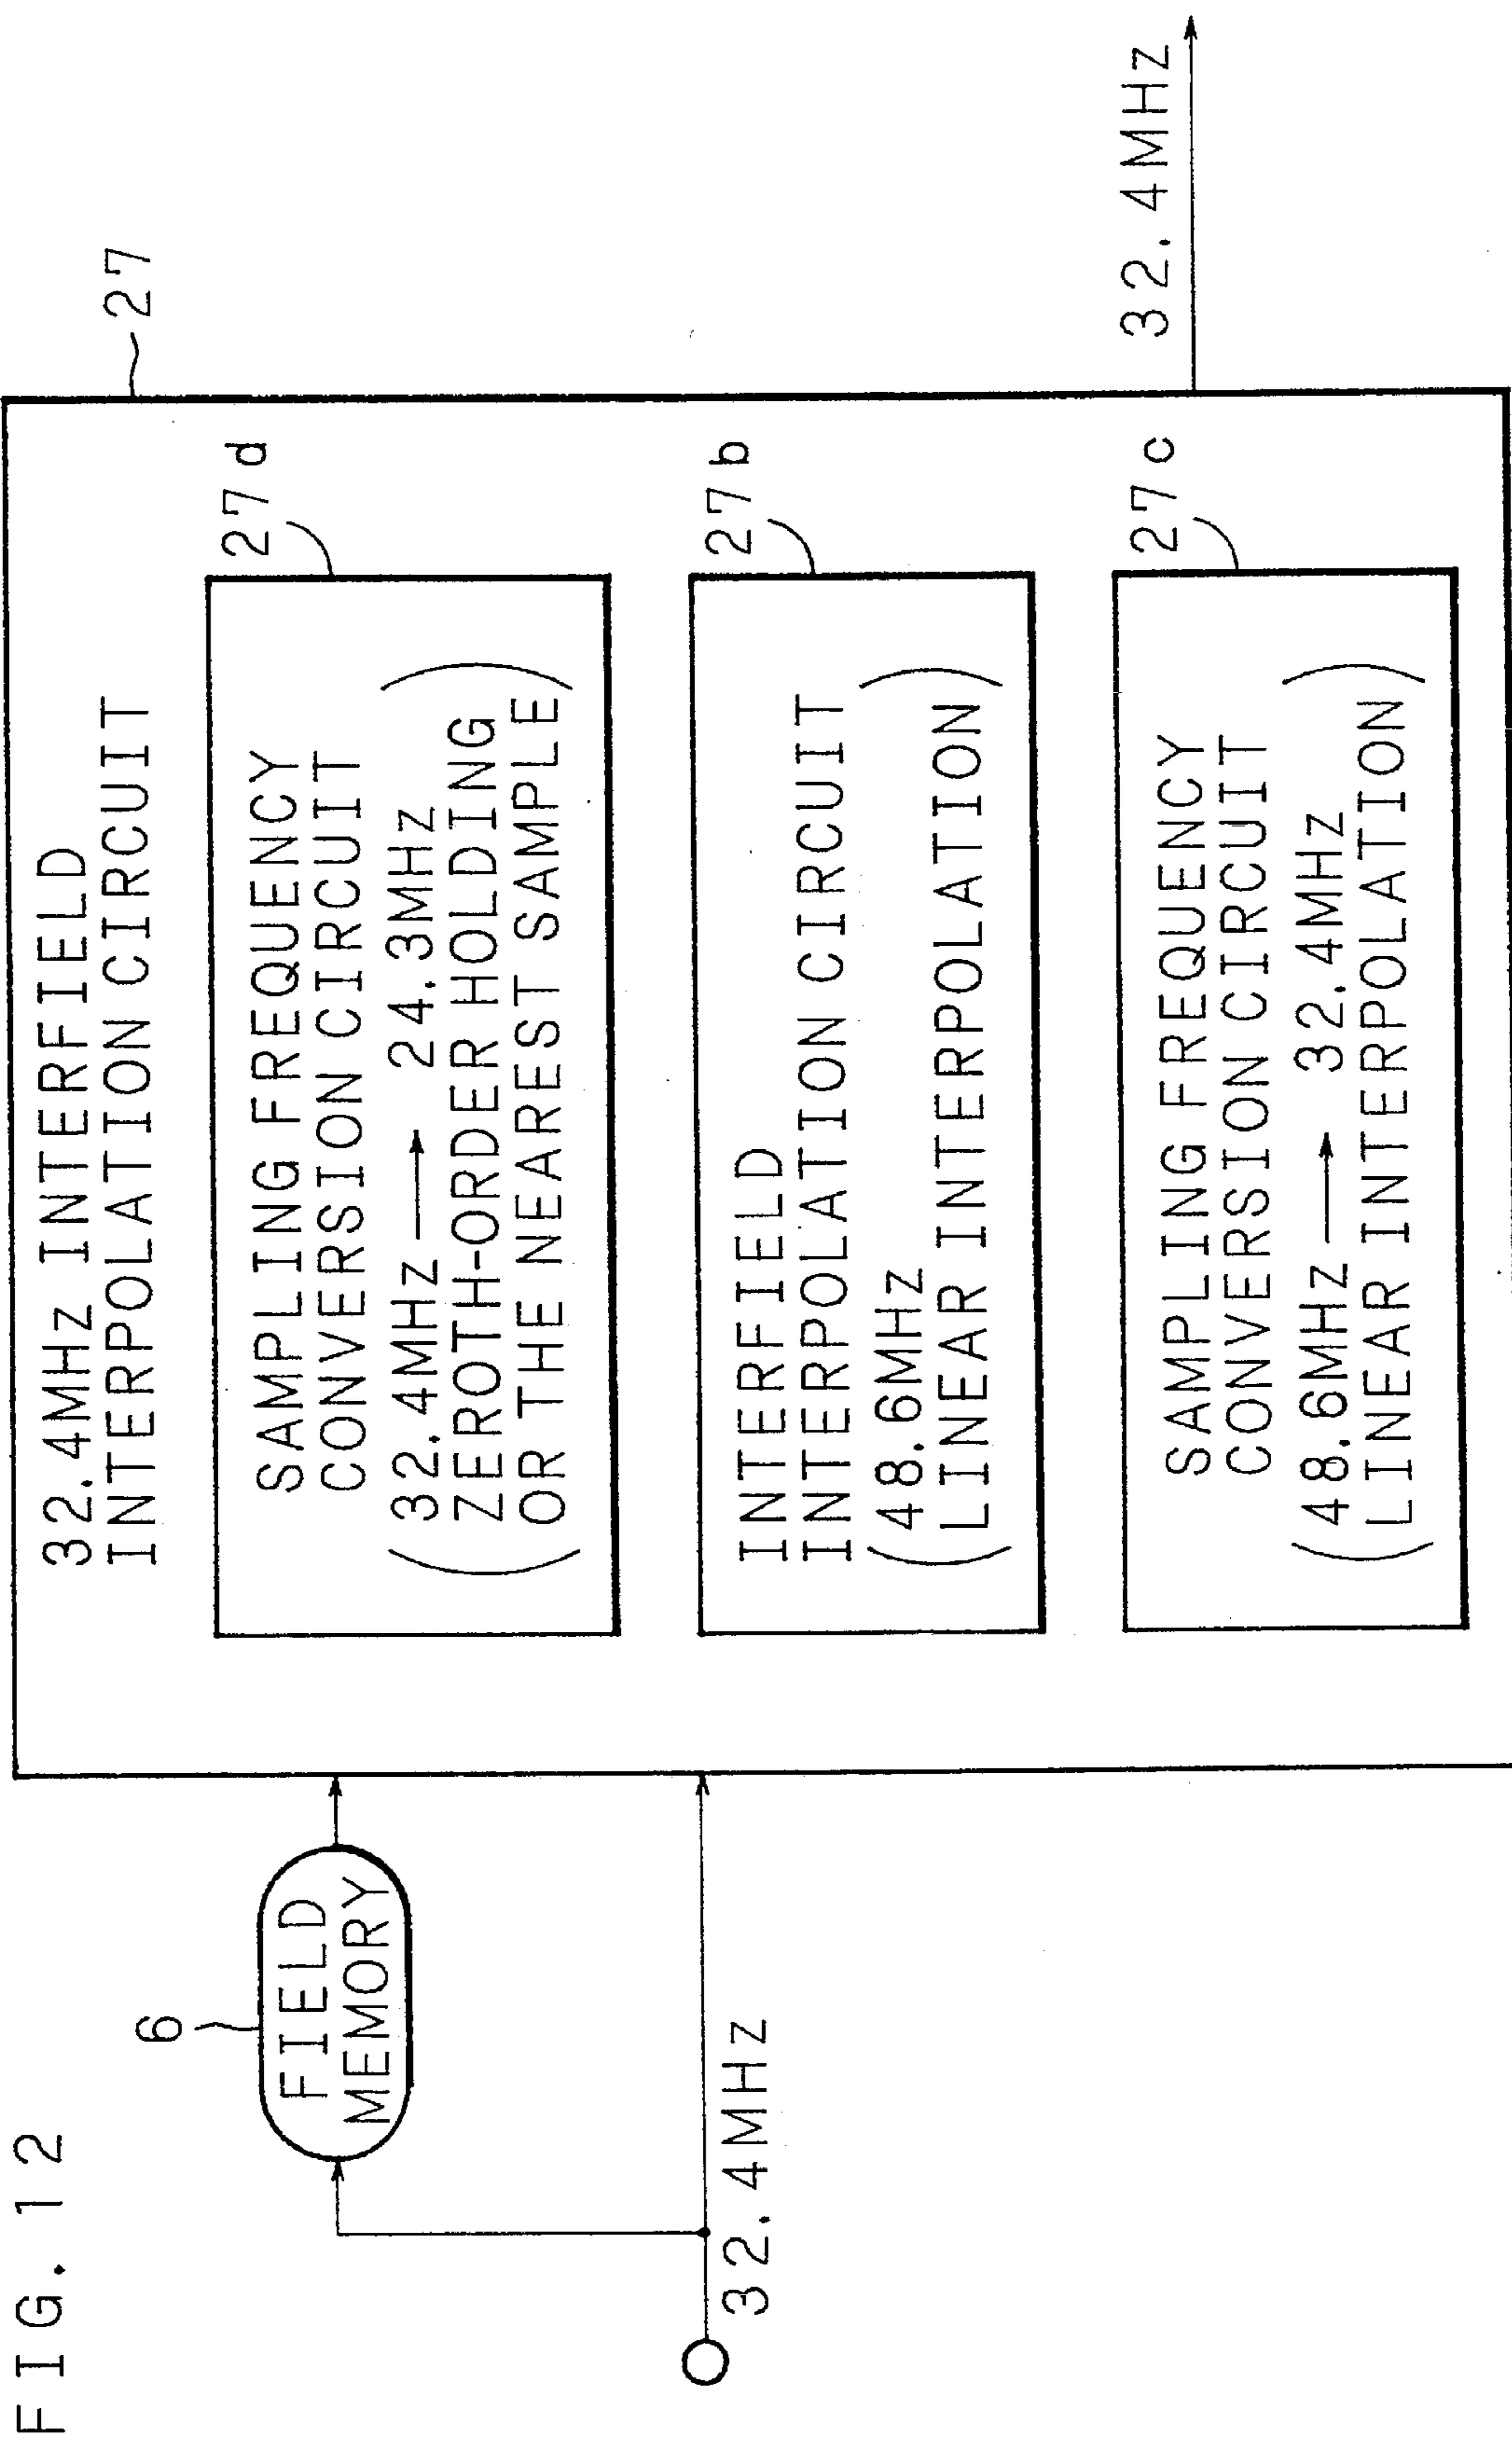 FIG. 12
6
FIELD
MEMORY
32.4MHz
32.4MHz INTERFIELD
INTERPOLATION CIRCUIT
27
SAMPLING FREQUENCY
CONVERSION CIRCUIT
(32.4MHz → 24.3MHz
ZEROTH-ORDER HOLDING
OR THE NEAREST SAMPLE)
27d
INTERFIELD
INTERPOLATION CIRCUIT
(48.6MHz
LINEAR INTERPOLATION)
27b
SAMPLING FREQUENCY
CONVERSION CIRCUIT
(48.6MHz → 32.4MHz
LINEAR INTERPOLATION)
27c
32.4MHz